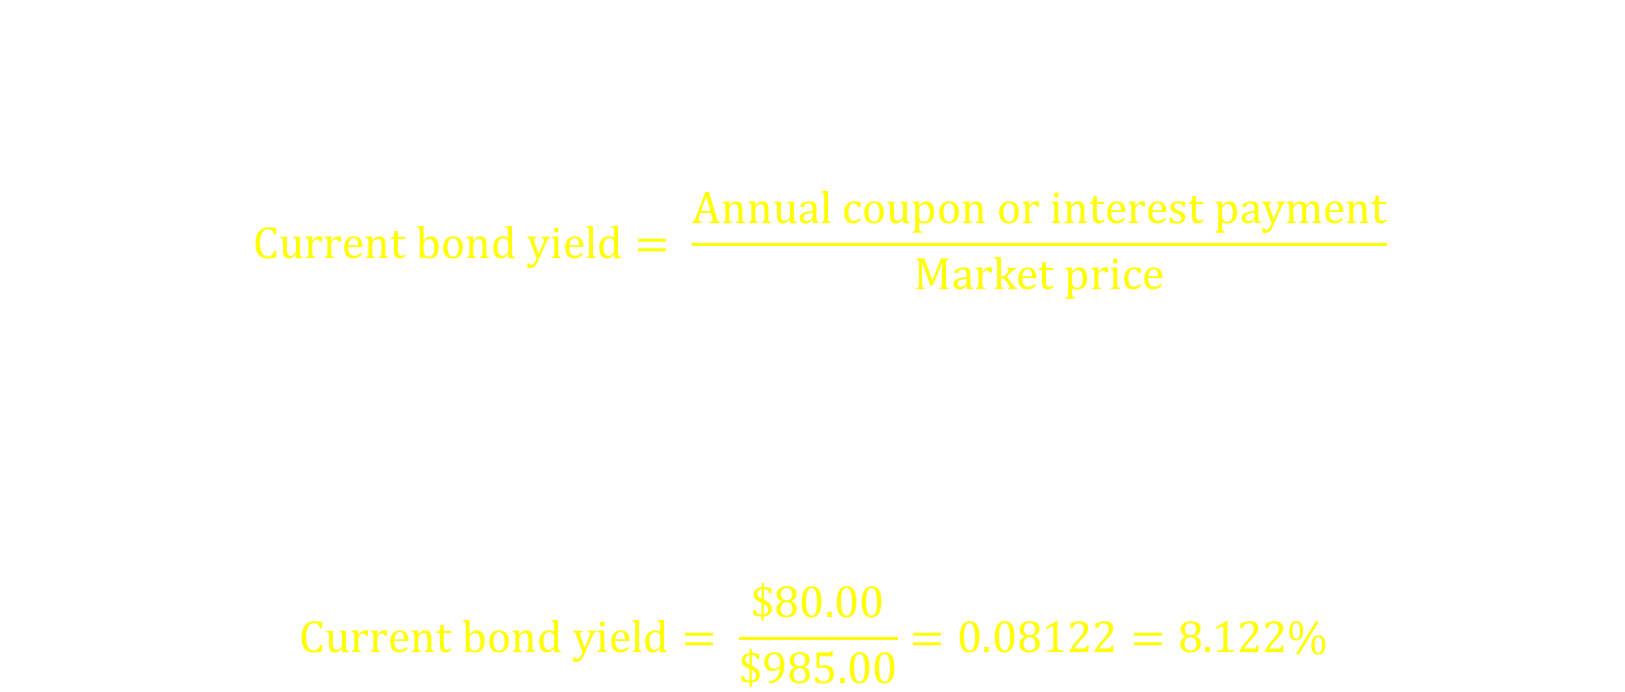 Current bond yield = Annual coupon or interest payment / Market price
Current bond yield = $80.00 / $985.00 = 0.08122 = 8.122%